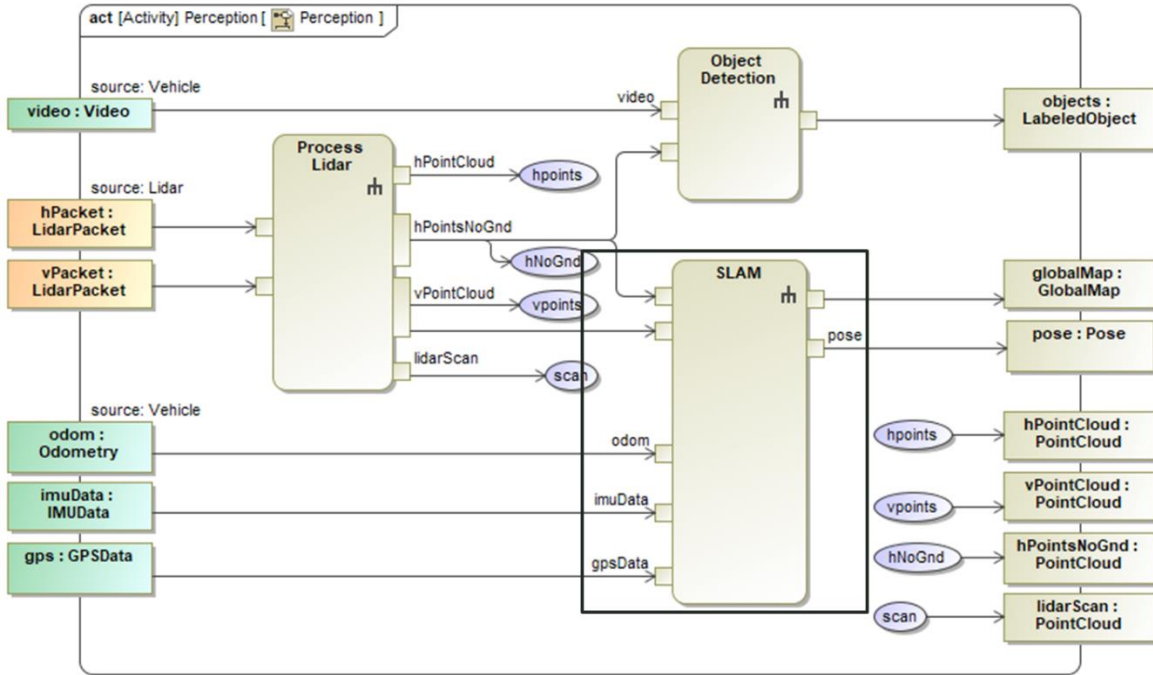 act [Activity] Perception [ Perception ]
source: Vehicle
video : Video
video
Object
Detection
objects :
LabeledObject
Process
Lidar
hPointCloud
hpoints
source: Lidar
hPacket :
LidarPacket
hPointsNoGnd
hNoGnd
vPacket :
LidarPacket
vPointCloud
vpoints
lidarScan
scan
SLAM
globalMap :
GlobalMap
pose
pose : Pose
source: Vehicle
odom :
Odometry
odom
imuData :
IMUData
imuData
gps : GPSData
gpsData
hpoints
hPointCloud :
PointCloud
vpoints
vPointCloud :
PointCloud
hNoGnd
hPointsNoGnd :
PointCloud
scan
lidarScan :
PointCloud